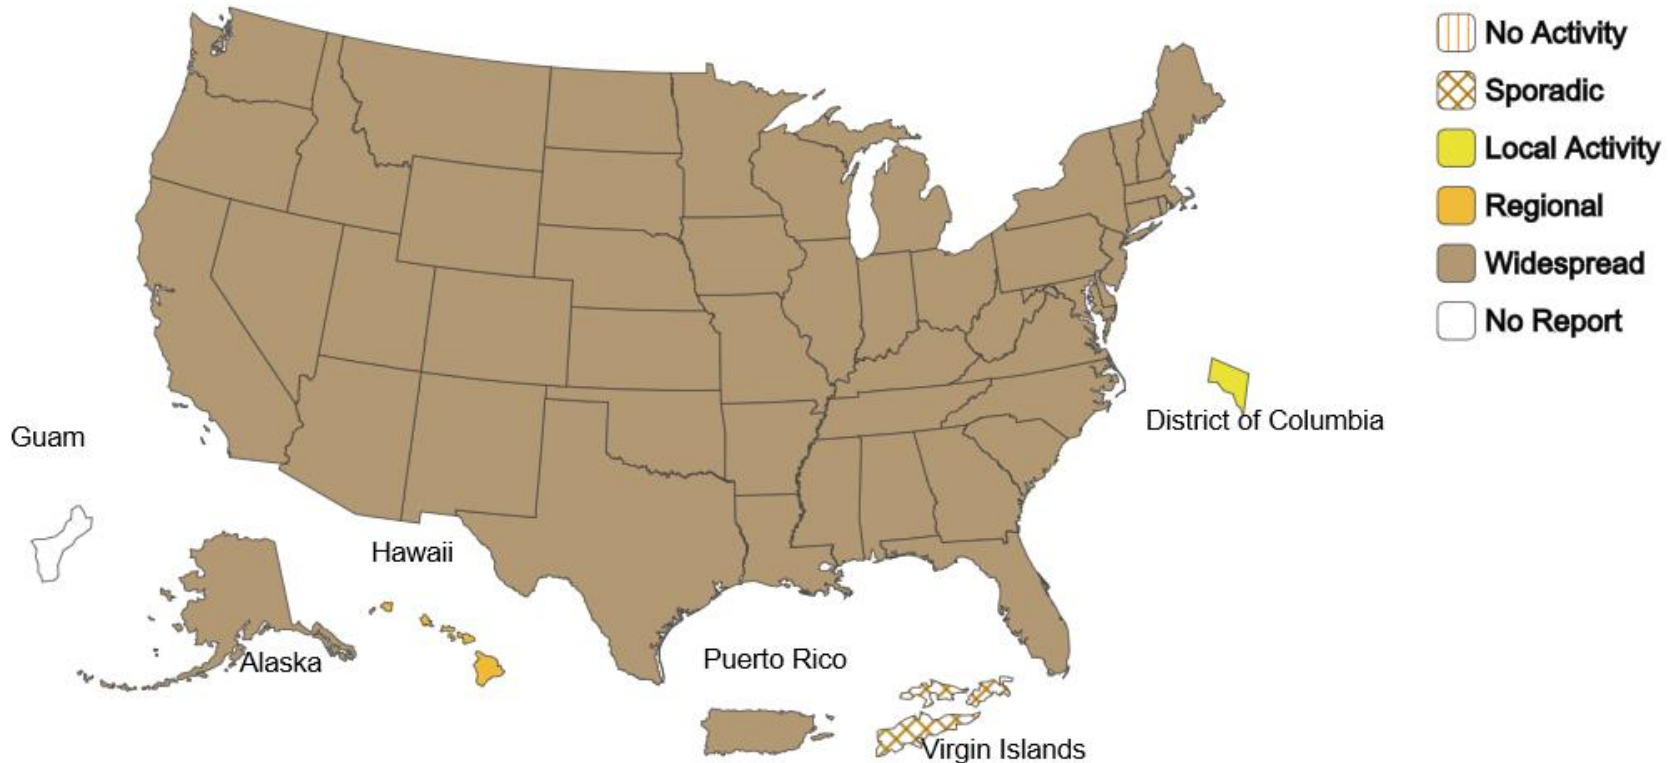 No Activity
Sporadic
Local Activity
Regional
Widespread
No Report
District of Columbia
Guam
Hawaii
Alaska
Puerto Rico
Virgin Islands